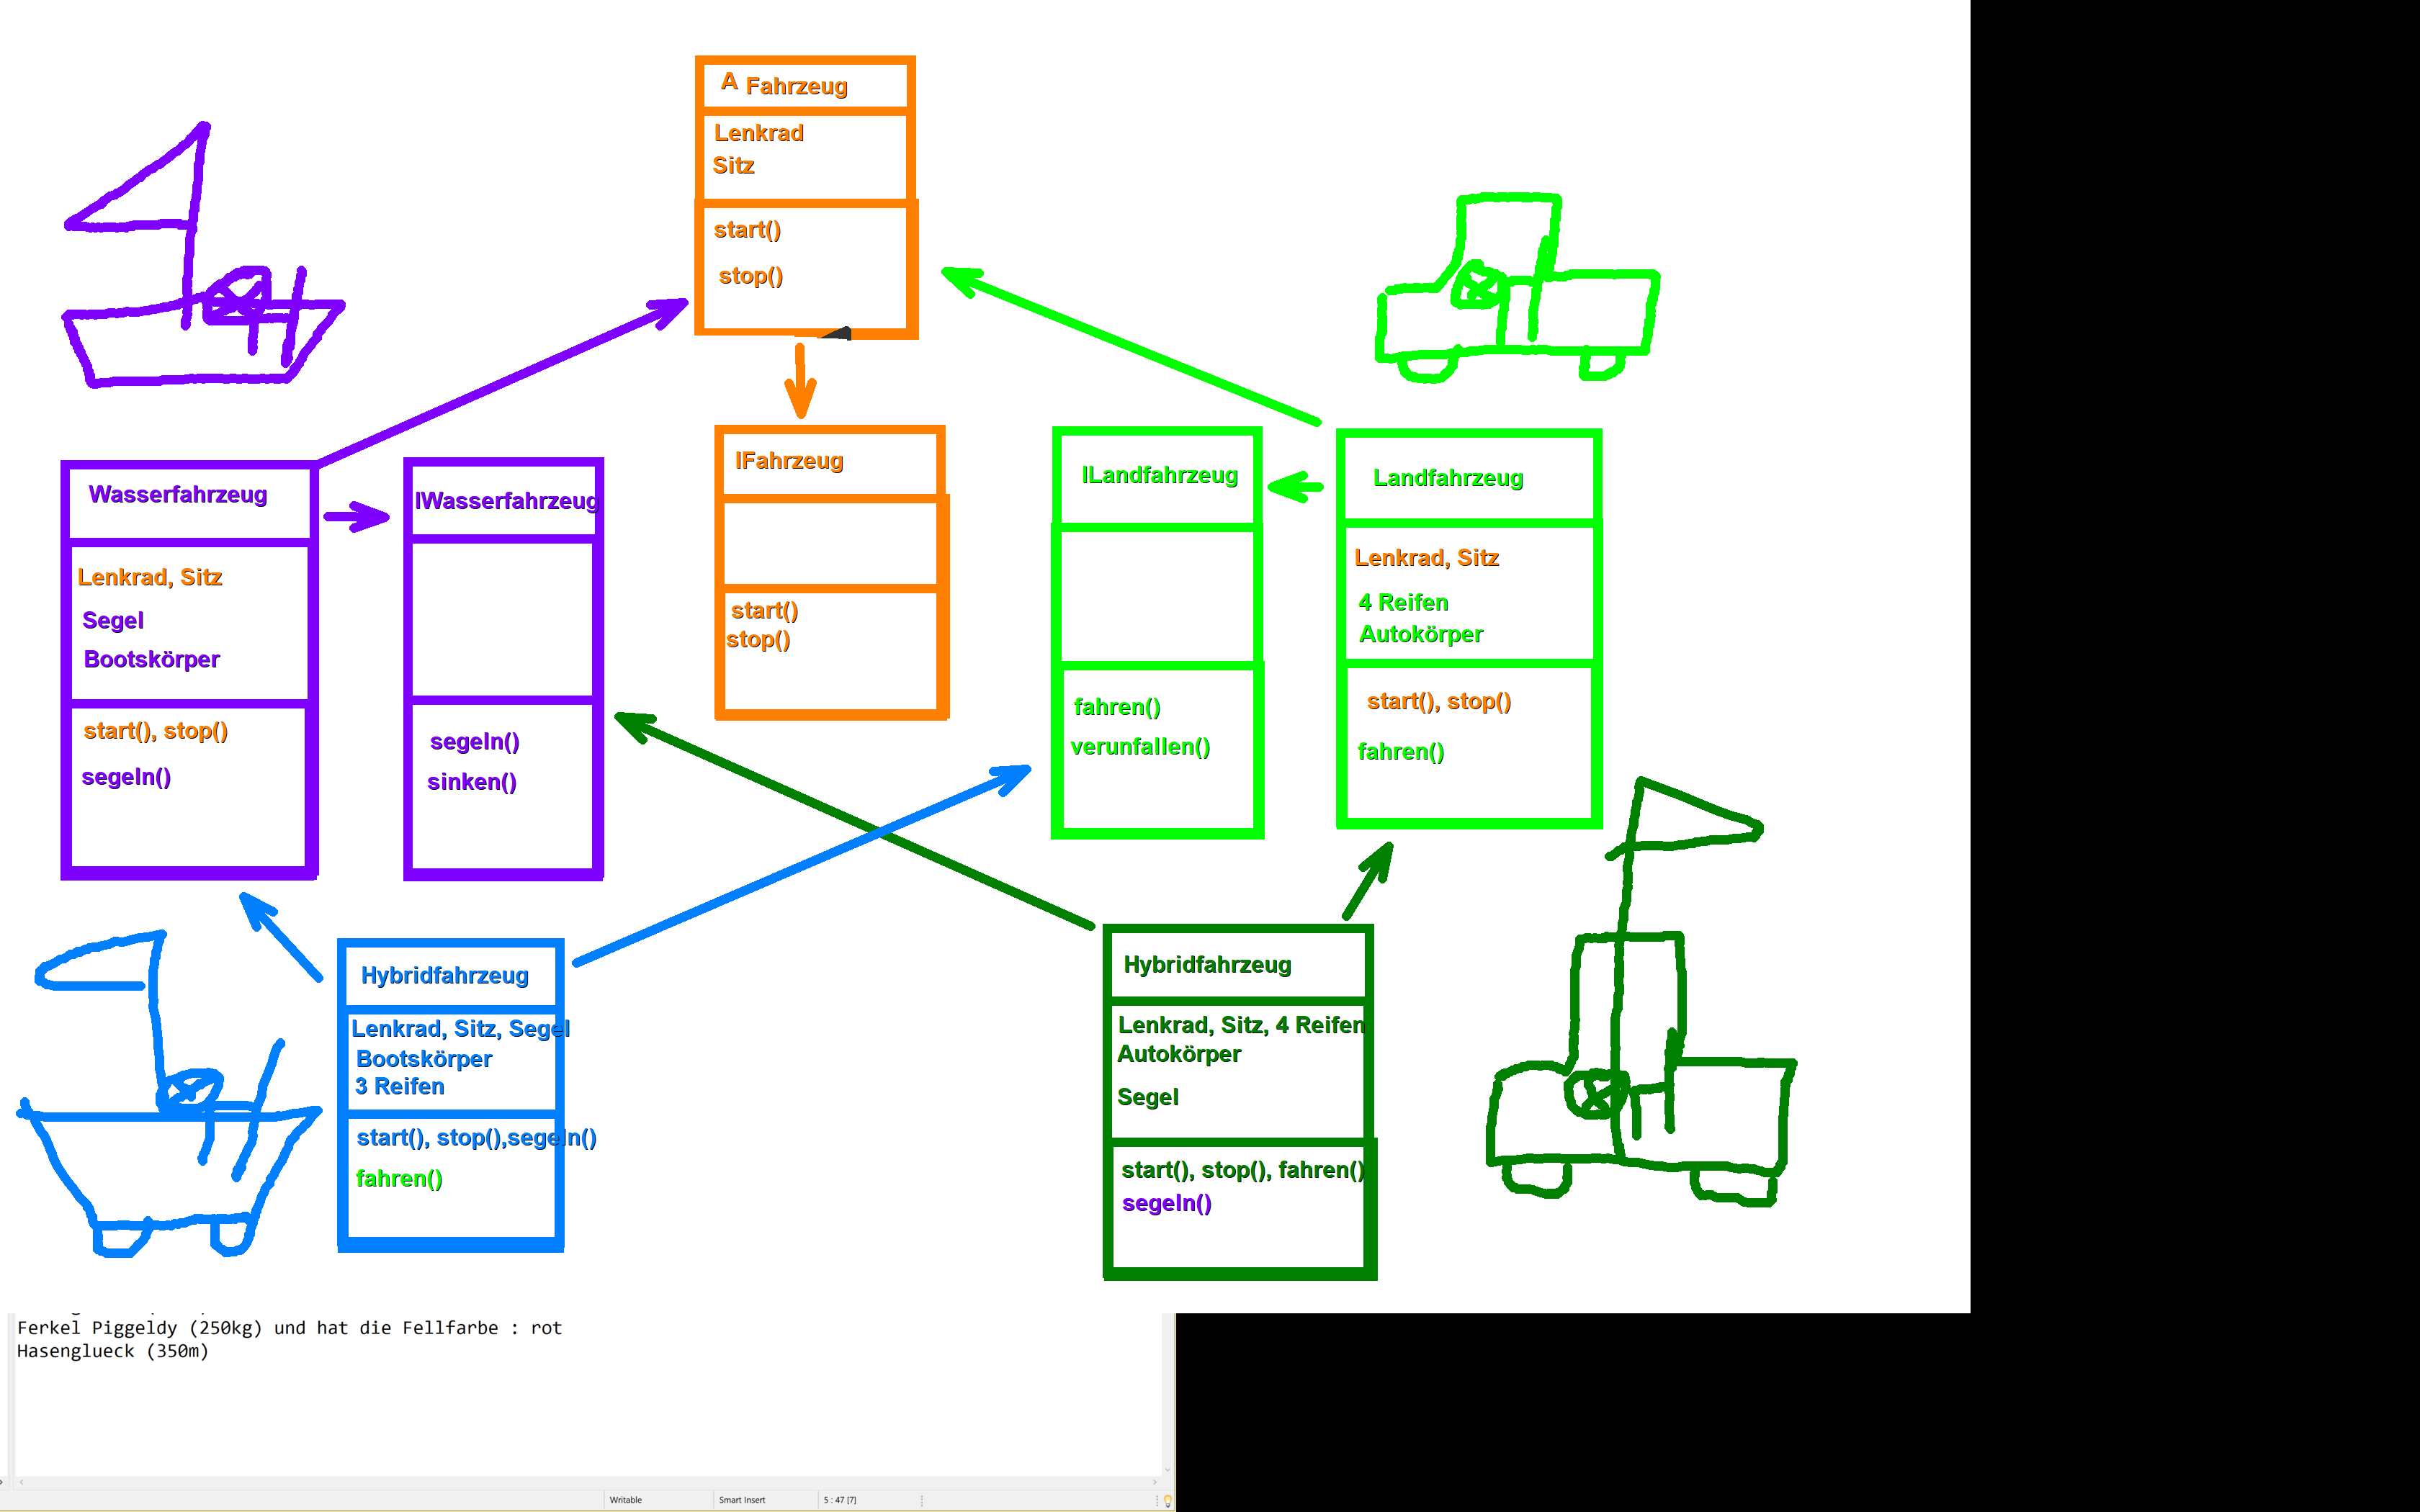 A Fahrzeug
Lenkrad
Sitz
start()
stop()
IFahrzeug
start()
stop()
Wasserfahrzeug
Lenkrad, Sitz
Segel
Bootskörper
start(), stop()
segeln()
IWasserfahrzeug
segeln()
sinken()
ILandfahrzeug
fahren()
verunfallen()
Landfahrzeug
Lenkrad, Sitz
4 Reifen
Autokörper
start(), stop()
fahren()
Hybridfahrzeug
Lenkrad, Sitz, Segel
Bootskörper
3 Reifen
start(), stop(),segeln()
fahren()
Hybridfahrzeug
Lenkrad, Sitz, 4 Reifen
Autokörper
Segel
start(), stop(), fahren()
segeln()
Ferkel Piggeldy (250kg) und hat die Fellfarbe : rot
Hasenglueck (350m)
Writable
Smart Insert
5 : 47 [7]